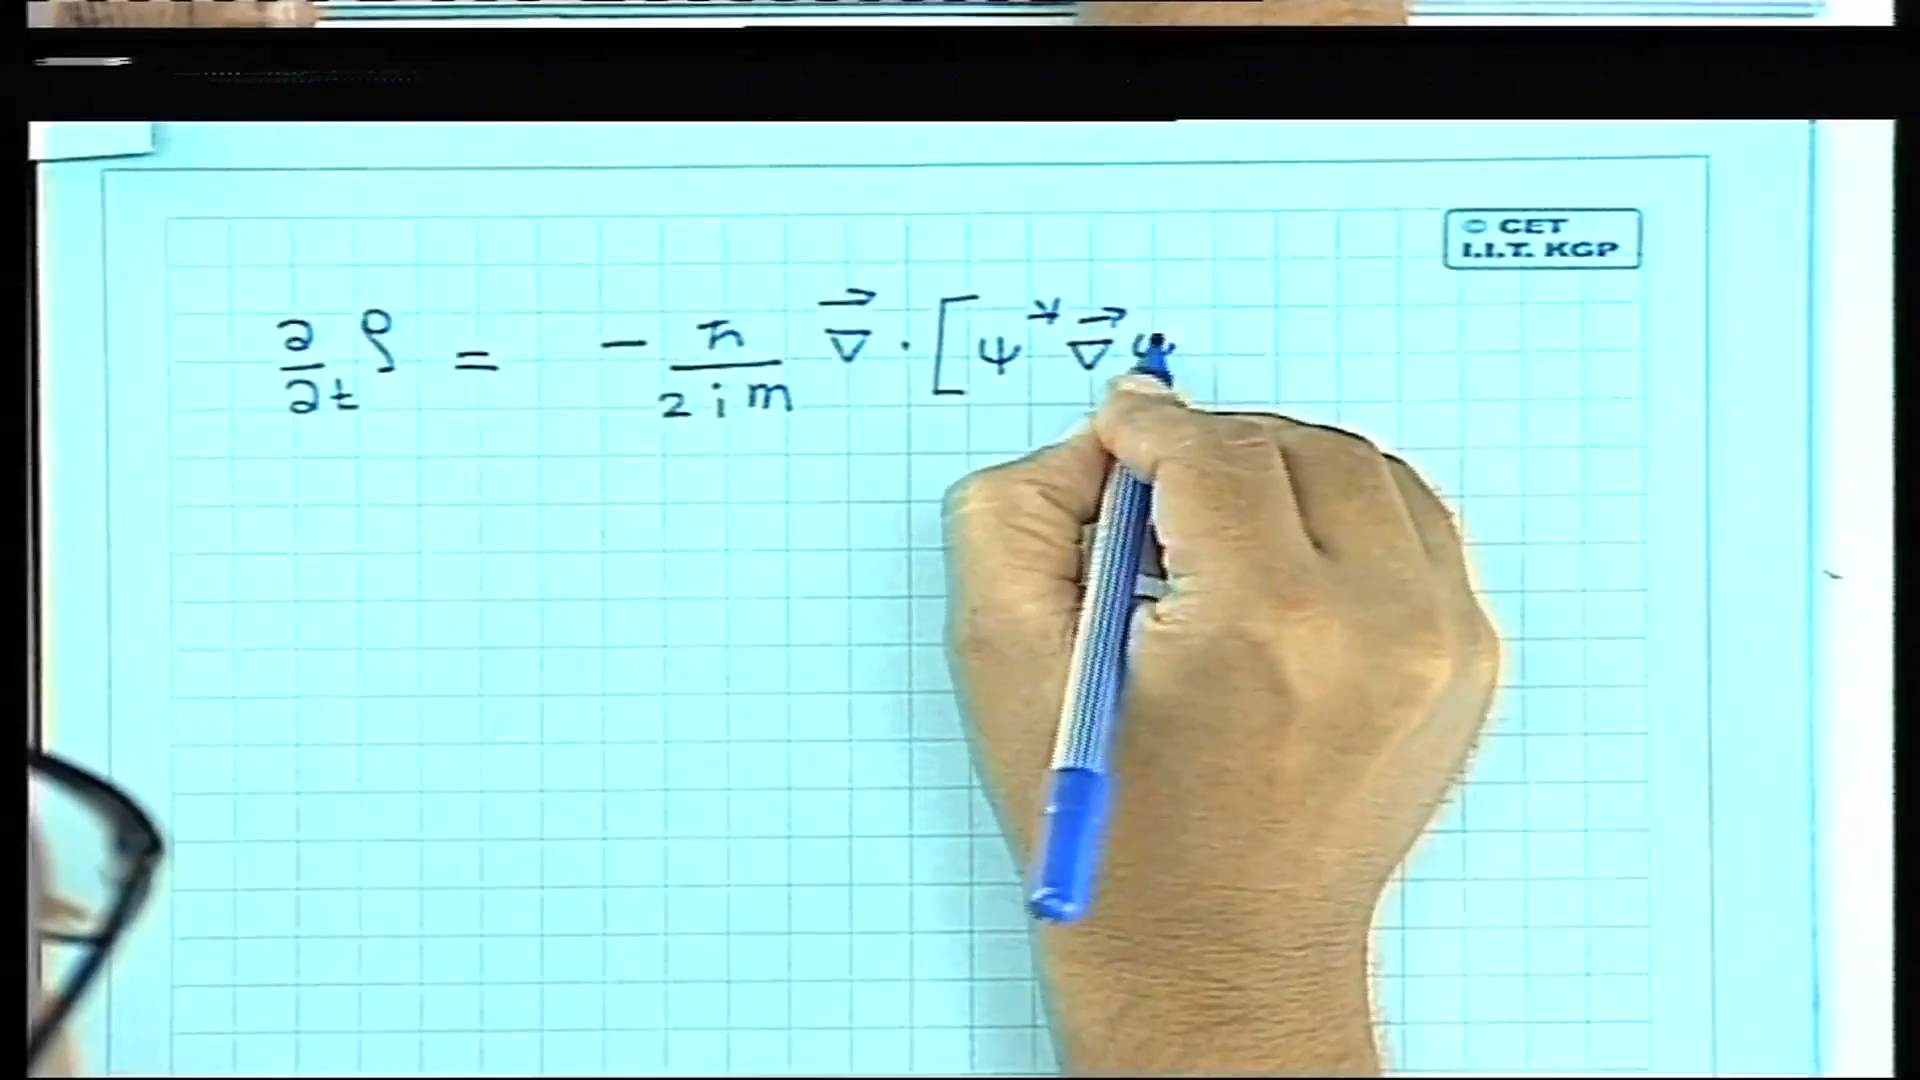 © CET
I.I.T. KGP
∂/∂t ρ = − ħ/2im ∇⃗ · [ψ* ∇⃗ ψ